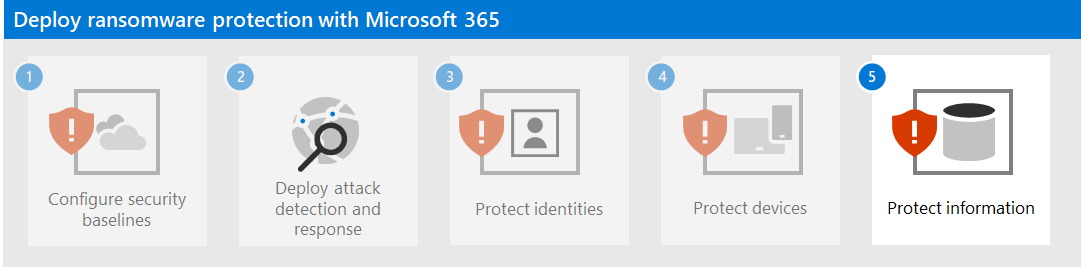 Deploy ransomware protection with Microsoft 365
1
2
3
4
5
!
!
!
!
Configure security
baselines
Deploy attack
detection and
response
Protect identities
Protect devices
Protect information